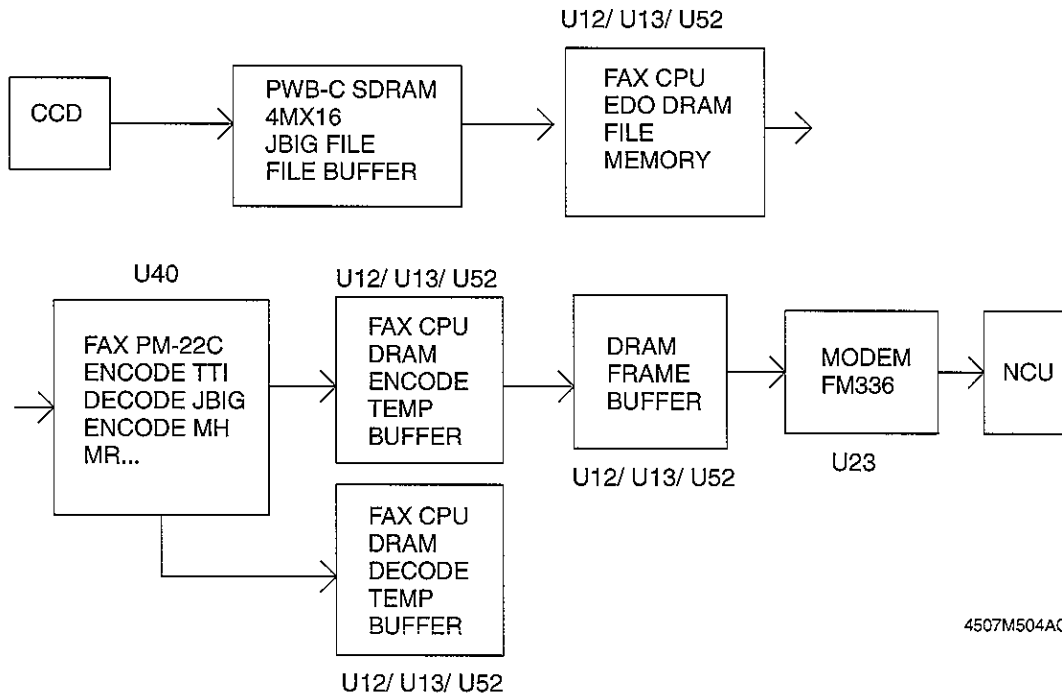 U12/ U13/ U52
CCD
PWB-C SDRAM
4MX16
JBIG FILE
FILE BUFFER
FAX CPU
EDO DRAM
FILE
MEMORY
U40
FAX PM-22C
ENCODE TTI
DECODE JBIG
ENCODE MH
MR...
U12/ U13/ U52
FAX CPU
DRAM
ENCODE
TEMP
BUFFER
DRAM
FRAME
BUFFER
U12/ U13/ U52
MODEM
FM336
U23
NCU
FAX CPU
DRAM
DECODE
TEMP
BUFFER
U12/ U13/ U52
4507M504AC